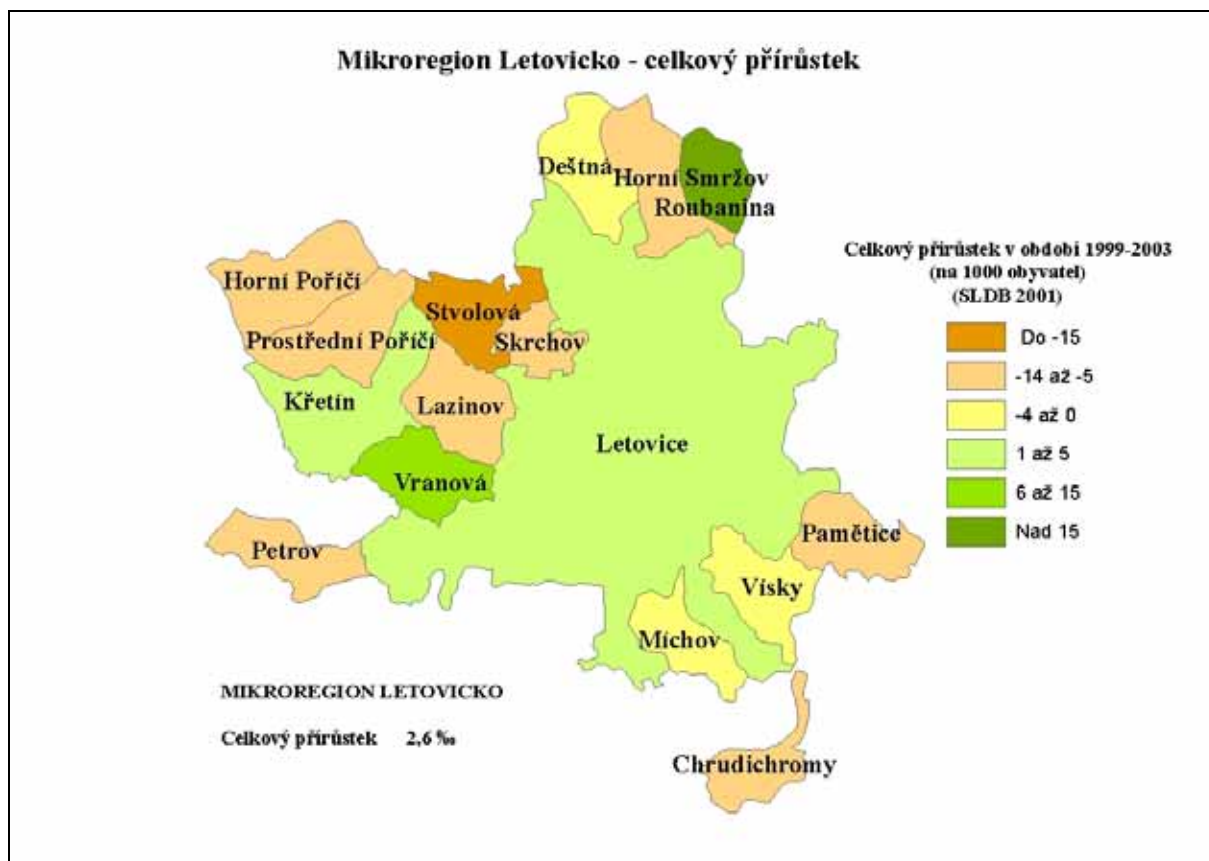 Mikroregion Letovicko - celkový přírůstek
Deštná
Horní Smržov
Roubanina
Horní Poříčí
Stvolová
Prostřední Poříčí
Skrchov
Křetín
Lazinov
Letovice
Vranová
Petrov
Pamětice
Vísky
Míchov
Chrudichromy
Celkový přírůstek v období 1999-2003
(na 1000 obyvatel)
(SLDB 2001)
Do -15
-14 až -5
-4 až 0
1 až 5
6 až 15
Nad 15
MIKROREGION LETOVICKO
Celkový přírůstek 2,6 ‰